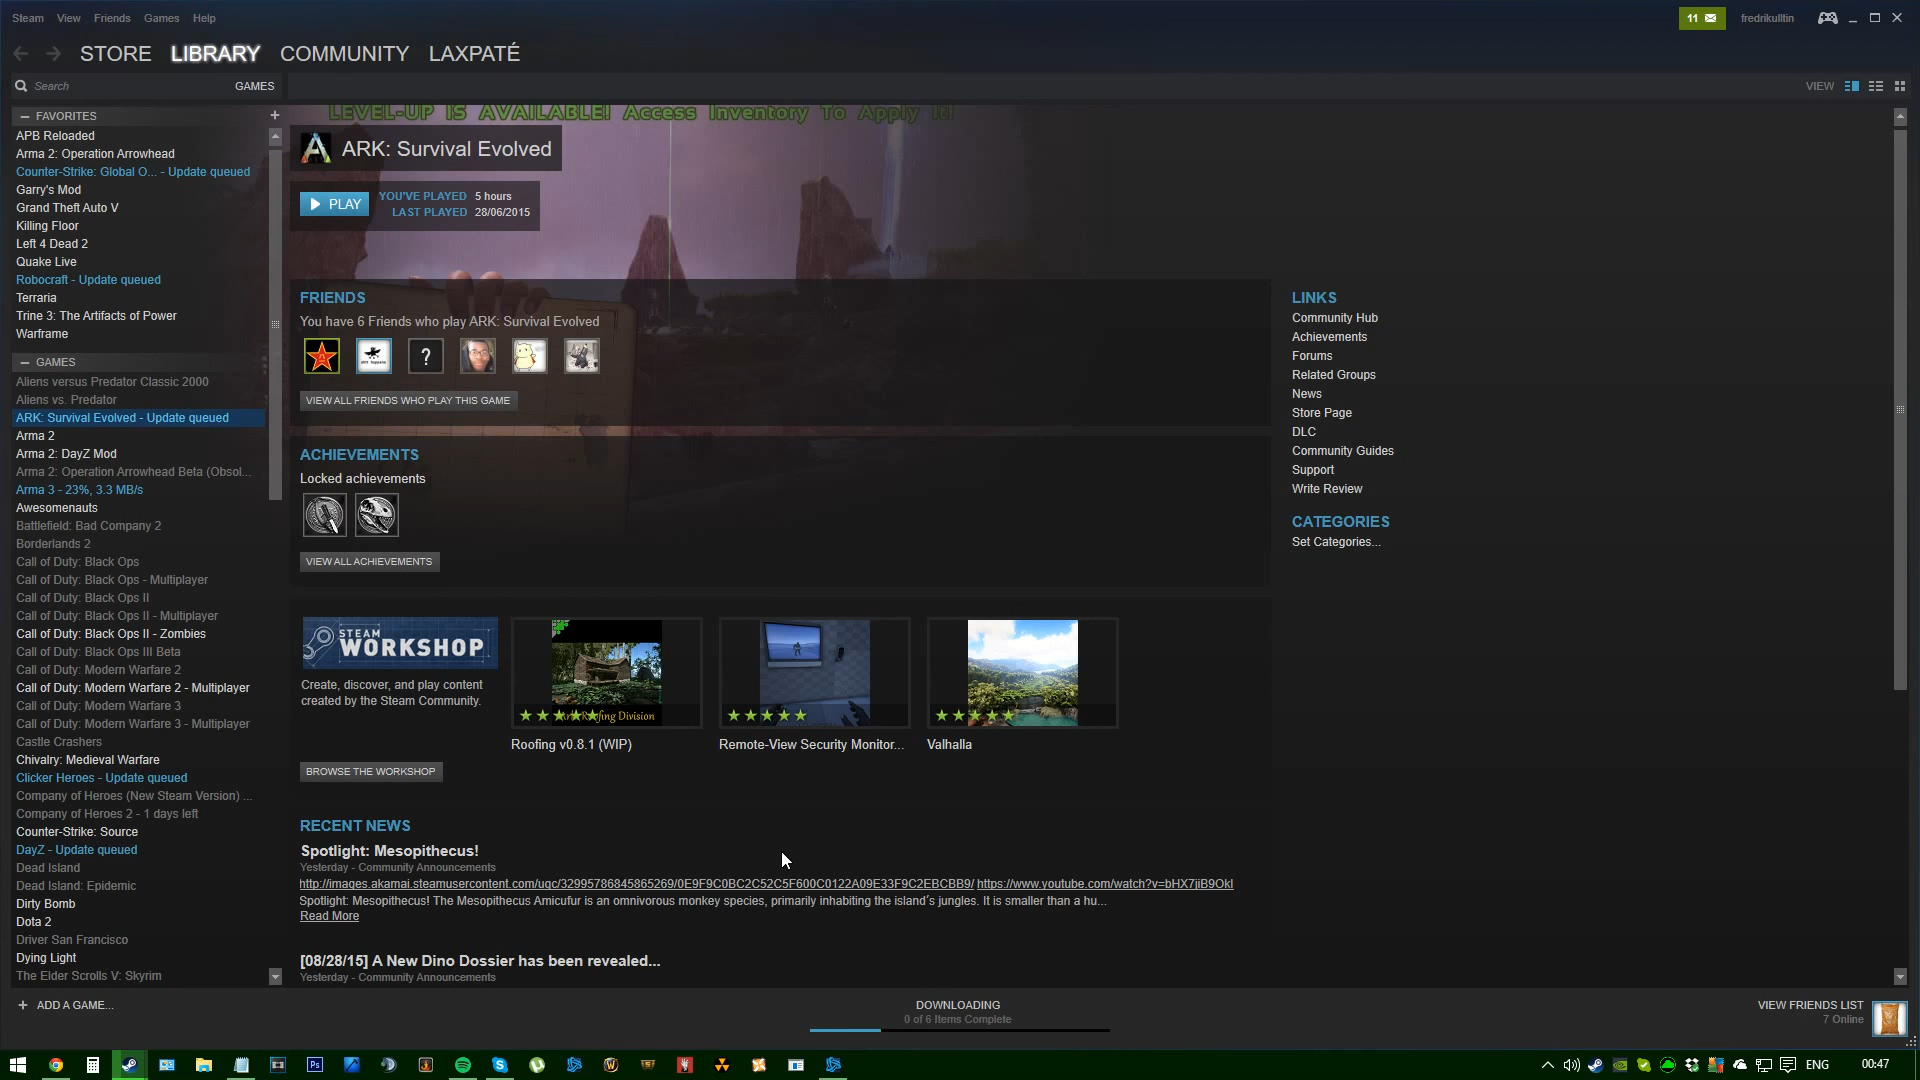 Steam View Friends Games Help
11 fredrikulltin
STORE LIBRARY COMMUNITY LAXPATÉ
Search GAMES VIEW
FAVORITES
APB Reloaded
Arma 2: Operation Arrowhead
Counter-Strike: Global O... - Update queued
Garry's Mod
Grand Theft Auto V
Killing Floor
Left 4 Dead 2
Quake Live
Robocraft - Update queued
Terraria
Trine 3: The Artifacts of Power
Warframe
GAMES
Aliens versus Predator Classic 2000
Aliens vs. Predator
ARK: Survival Evolved - Update queued
Arma 2
Arma 2: DayZ Mod
Arma 2: Operation Arrowhead Beta (Obsol...
Arma 3 - 23%, 3.3 MB/s
Awesomenauts
Battlefield: Bad Company 2
Borderlands 2
Call of Duty: Black Ops
Call of Duty: Black Ops - Multiplayer
Call of Duty: Black Ops II
Call of Duty: Black Ops II - Multiplayer
Call of Duty: Black Ops II - Zombies
Call of Duty: Black Ops III Beta
Call of Duty: Modern Warfare 2
Call of Duty: Modern Warfare 2 - Multiplayer
Call of Duty: Modern Warfare 3
Call of Duty: Modern Warfare 3 - Multiplayer
Castle Crashers
Chivalry: Medieval Warfare
Clicker Heroes - Update queued
Company of Heroes (New Steam Version) ...
Company of Heroes 2 - 1 days left
Counter-Strike: Source
DayZ - Update queued
Dead Island
Dead Island: Epidemic
Dirty Bomb
Dota 2
Driver San Francisco
Dying Light
The Elder Scrolls V: Skyrim
LEVEL-UP IS AVAILABLE! Access Inventory To Apply It!
ARK: Survival Evolved
PLAY
YOU'VE PLAYED 5 hours
LAST PLAYED 28/06/2015
FRIENDS
You have 6 Friends who play ARK: Survival Evolved
?
VIEW ALL FRIENDS WHO PLAY THIS GAME
ACHIEVEMENTS
Locked achievements
VIEW ALL ACHIEVEMENTS
STEAM
WORKSHOP
Create, discover, and play content
created by the Steam Community.
BROWSE THE WORKSHOP
Roofing Division
Roofing v0.8.1 (WIP)
Remote-View Security Monitor...
Valhalla
RECENT NEWS
Spotlight: Mesopithecus!
Yesterday - Community Announcements
http://images.akamai.steamusercontent.com/ugc/32995786845865269/0E9F9C0BC2C52C5F600C0122A09E33F9C2EBCBB9/ https://www.youtube.com/watch?v=bHX7jiB9OkI
Spotlight: Mesopithecus! The Mesopithecus Amicufur is an omnivorous monkey species, primarily inhabiting the island´s jungles. It is smaller than a hu...
Read More
[08/28/15] A New Dino Dossier has been revealed...
Yesterday - Community Announcements
LINKS
Community Hub
Achievements
Forums
Related Groups
News
Store Page
DLC
Community Guides
Support
Write Review
CATEGORIES
Set Categories...
ADD A GAME...
DOWNLOADING
0 of 6 Items Complete
VIEW FRIENDS LIST
7 Online
Ps
ENG 00:47